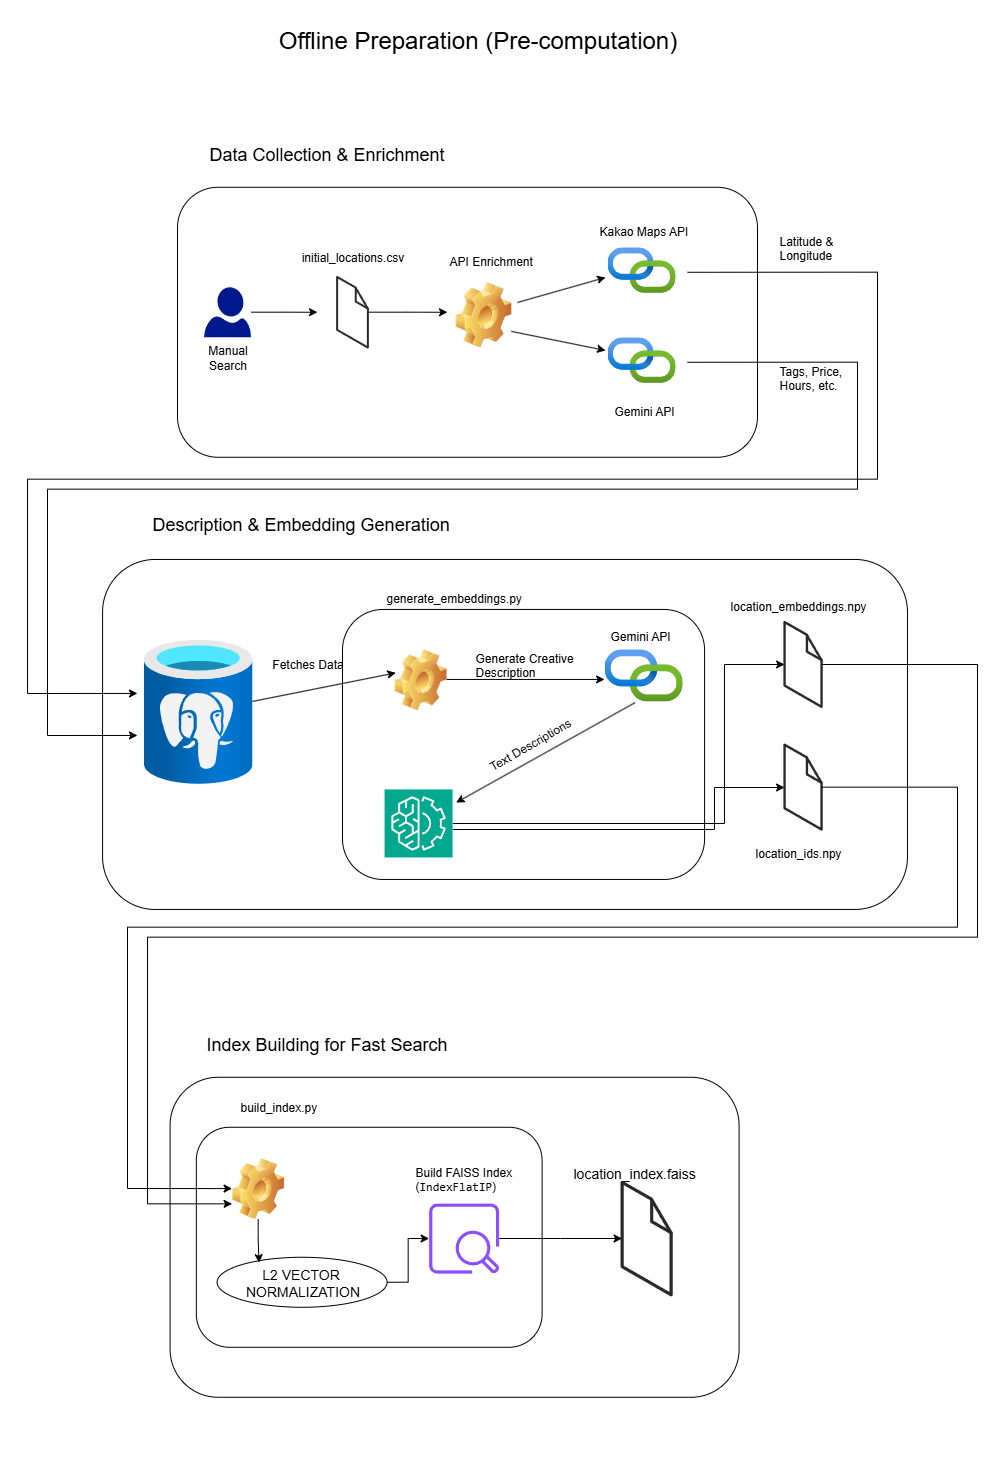 Offline Preparation (Pre-computation)
Data Collection & Enrichment
initial_locations.csv
API Enrichment
Kakao Maps API
Latitude &
Longitude
Manual
Search
Gemini API
Tags, Price,
Hours, etc.
Description & Embedding Generation
generate_embeddings.py
Fetches Data
Generate Creative
Description
Gemini API
Text Descriptions
location_embeddings.npy
location_ids.npy
Index Building for Fast Search
build_index.py
Build FAISS Index
(IndexFlatIP)
L2 VECTOR
NORMALIZATION
location_index.faiss